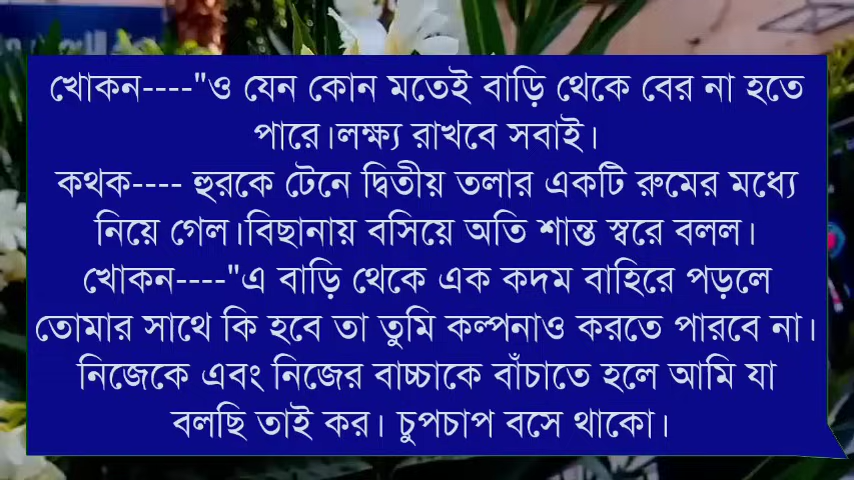 খোকন----"ও যেন কোন মতেই বাড়ি থেকে বের না হতে
পারে।লক্ষ্য রাখবে সবাই।
কথক---- হুরকে টেনে দ্বিতীয় তলার একটি রুমের মধ্যে
নিয়ে গেল।বিছানায় বসিয়ে অতি শান্ত স্বরে বলল।
খোকন----"এ বাড়ি থেকে এক কদম বাহিরে পড়লে
তোমার সাথে কি হবে তা তুমি কল্পনাও করতে পারবে না।
নিজেকে এবং নিজের বাচ্চাকে বাঁচাতে হলে আমি যা
বলছি তাই কর। চুপচাপ বসে থাকো।